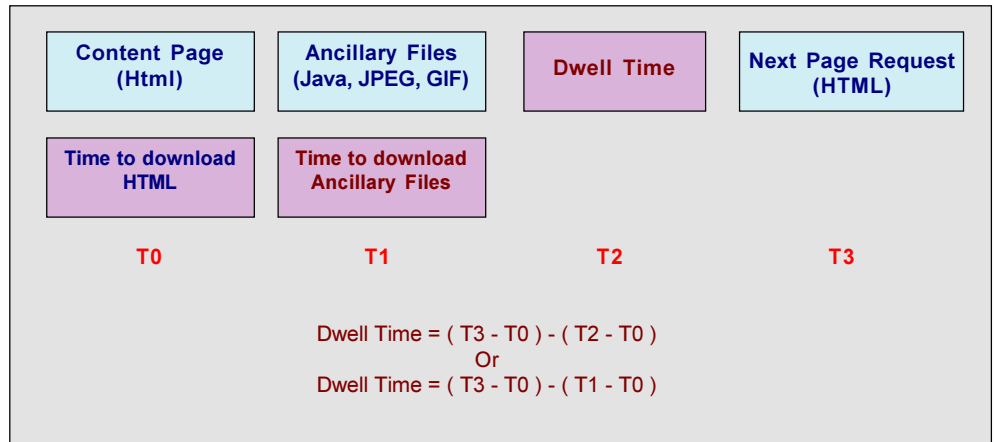 Content Page
(Html)
Ancillary Files
(Java, JPEG, GIF)
Dwell Time
Next Page Request
(HTML)
Time to download
HTML
Time to download
Ancillary Files
T0
T1
T2
T3
Dwell Time = ( T3 - T0 ) - ( T2 - T0 )
Or
Dwell Time = ( T3 - T0 ) - ( T1 - T0 )